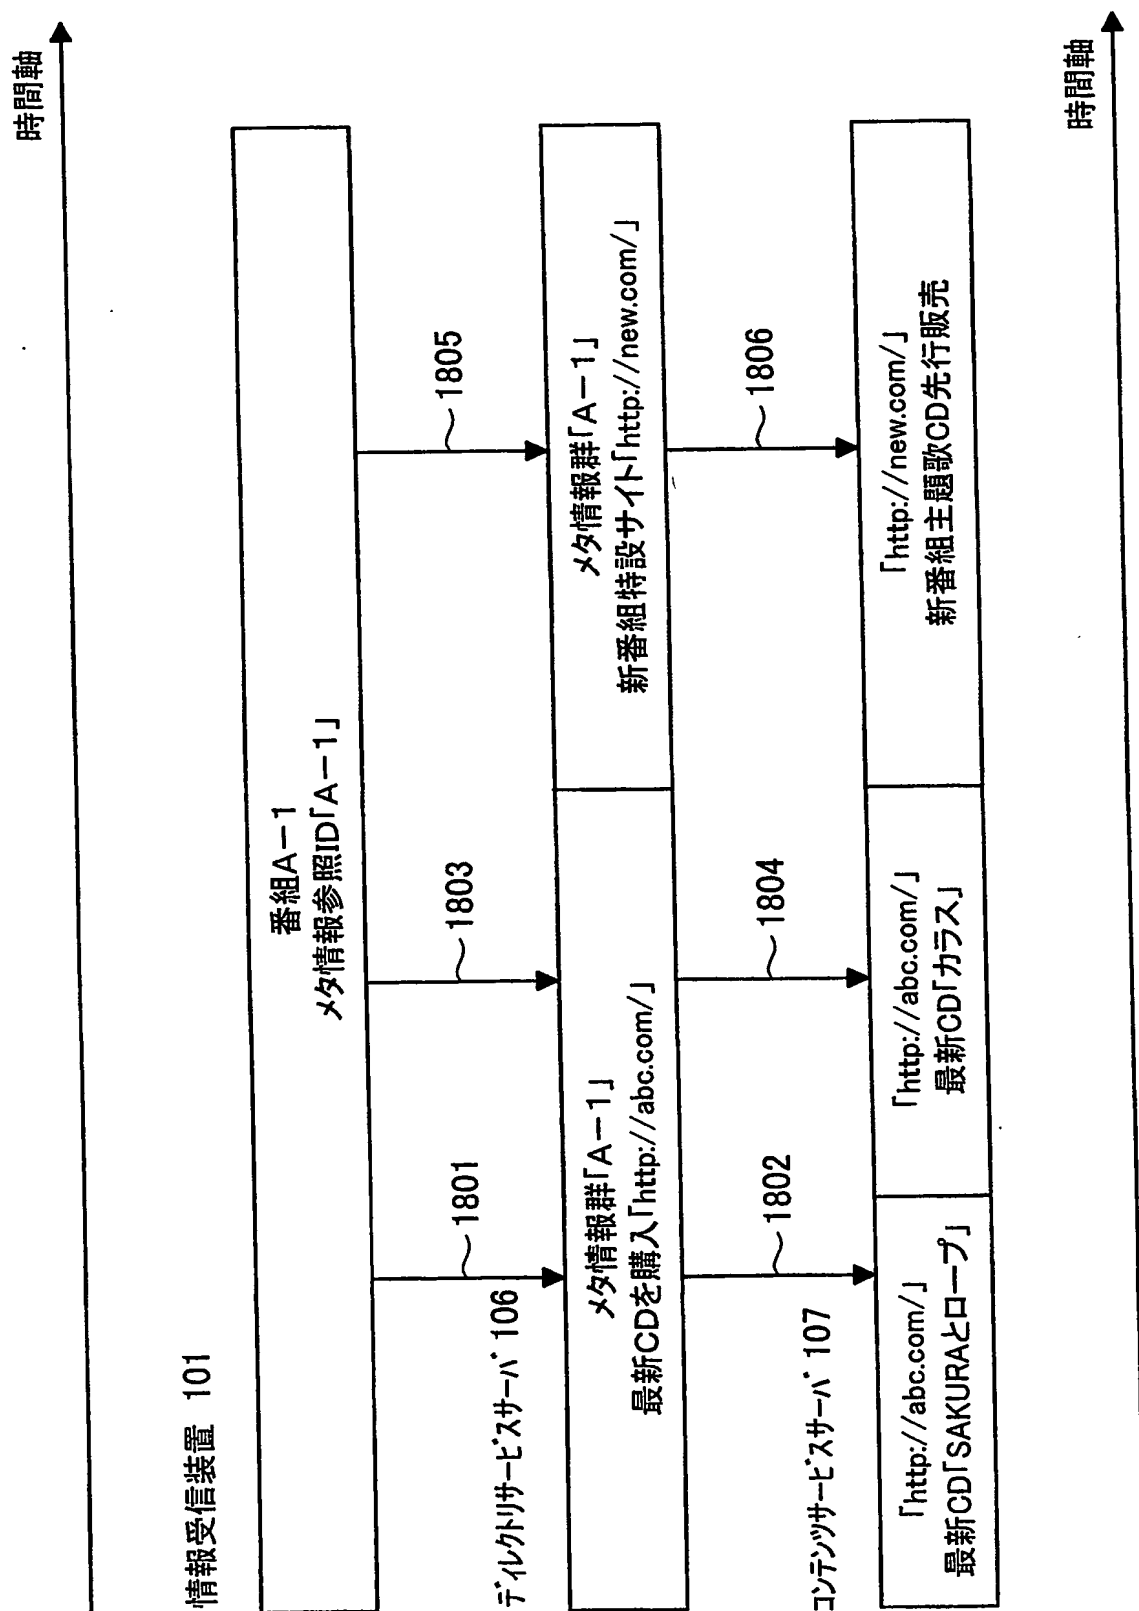 時間軸
情報受信装置 101
番組A－1
メタ情報参照ID「A－1」
1801
1803
1805
ディレクトリサービスサーバ 106
メタ情報群「A－1」
最新CDを購入「http://abc.com/」
メタ情報群「A－1」
新番組特設サイト「http://new.com/」
1802
1804
1806
コンテンツサービスサーバ 107
「http://abc.com/」
最新CD「SAKURAとロープ」
「http://abc.com/」
最新CD「カラス」
「http://new.com/」
新番組主題歌CD先行販売
時間軸